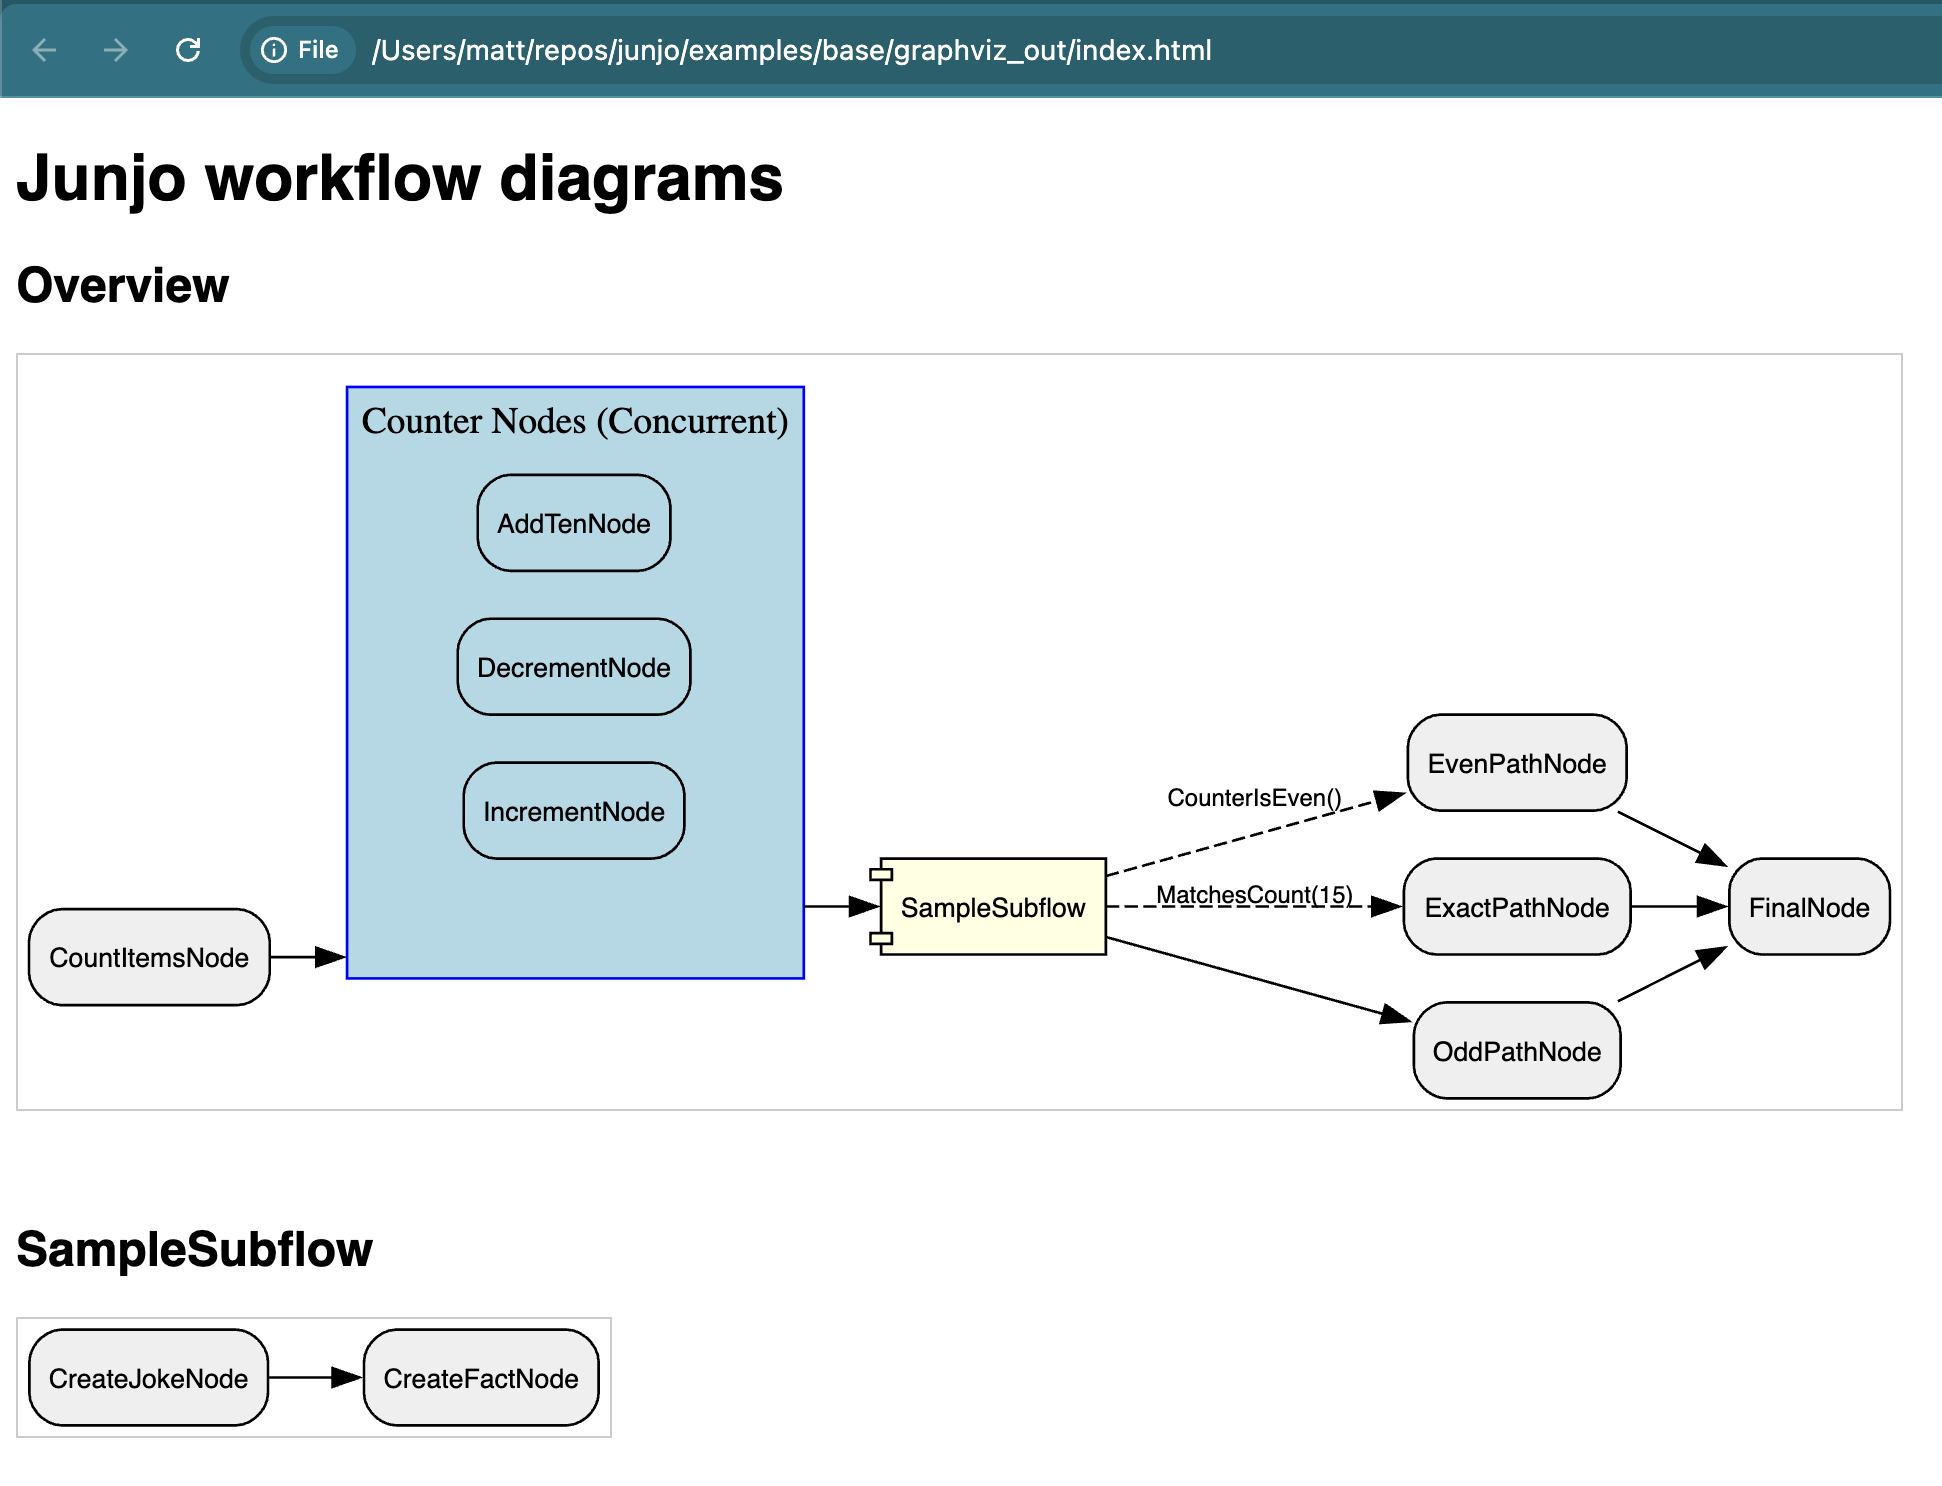 File /Users/matt/repos/junjo/examples/base/graphviz_out/index.html
Junjo workflow diagrams
Overview
Counter Nodes (Concurrent)
AddTenNode
DecrementNode
IncrementNode
CountItemsNode
SampleSubflow
CounterIsEven()
MatchesCount(15)
EvenPathNode
ExactPathNode
OddPathNode
FinalNode
SampleSubflow
CreateJokeNode
CreateFactNode